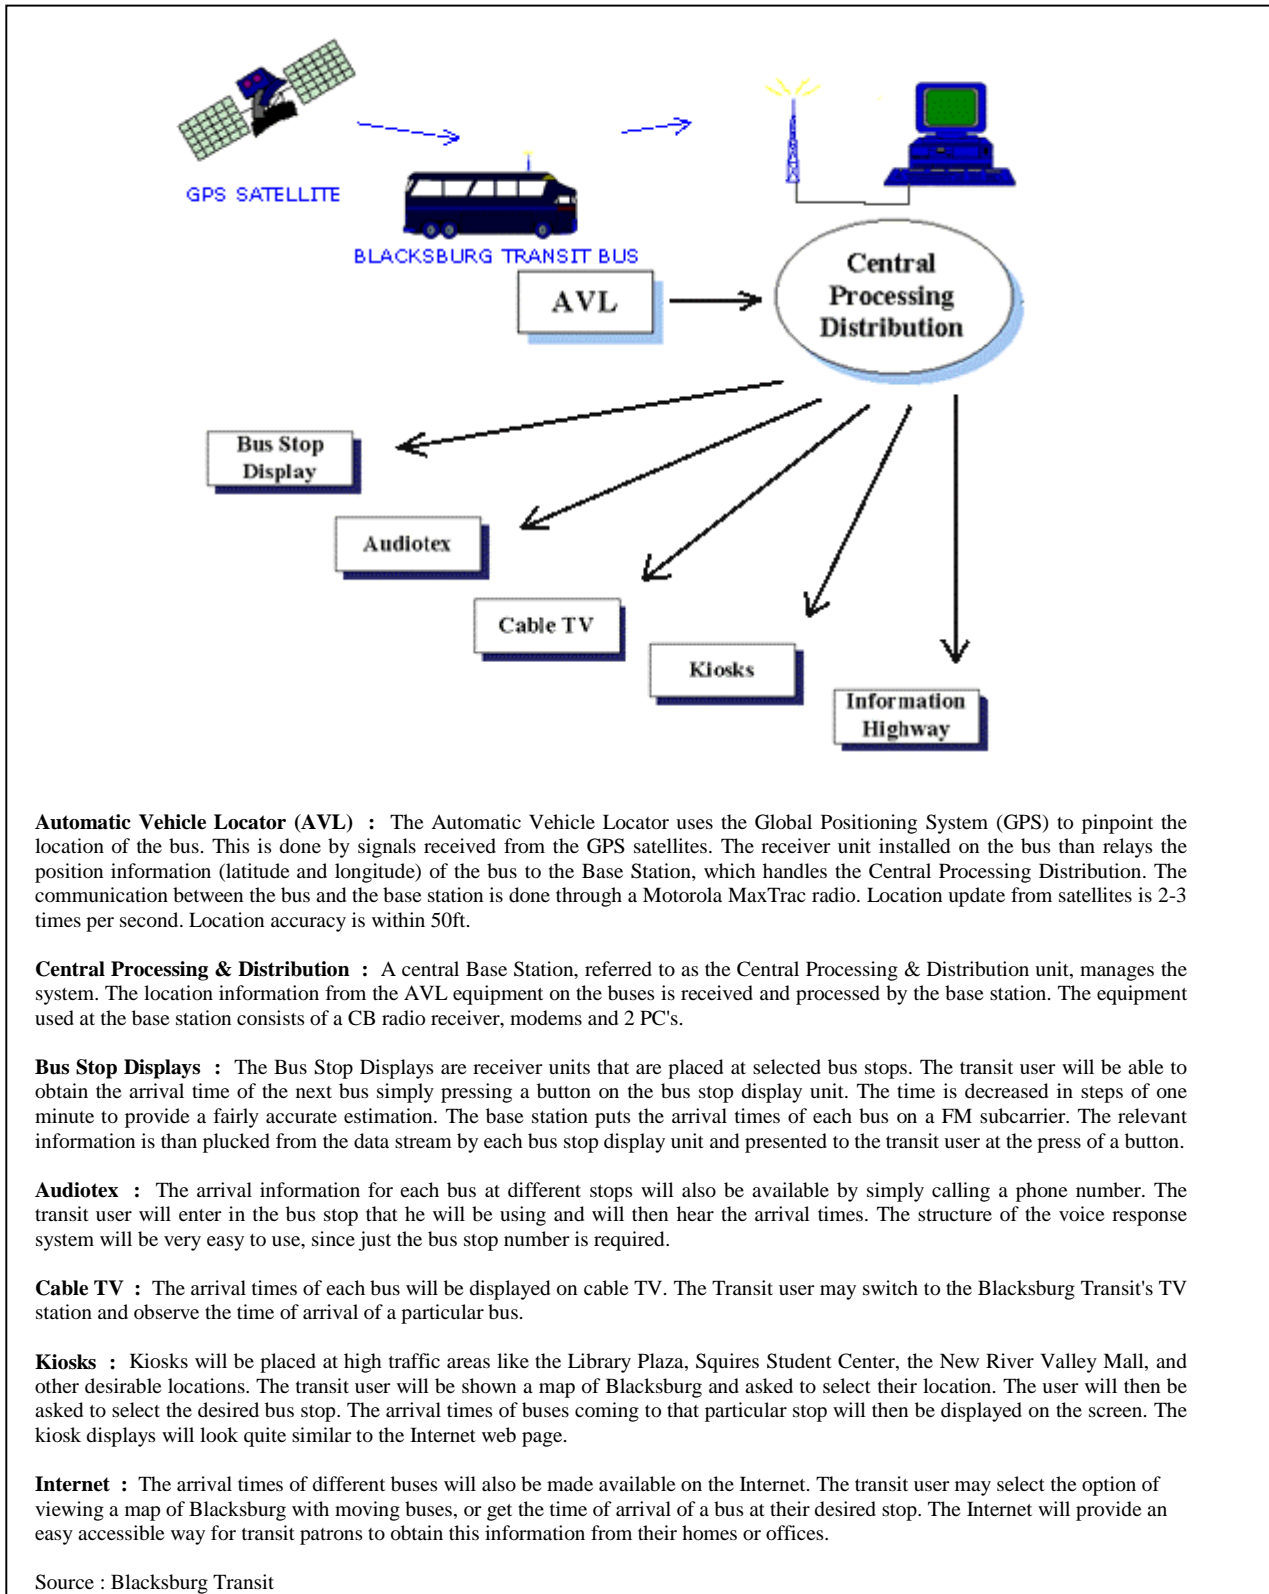 GPS SATELLITE
BLACKSBURG TRANSIT BUS
AVL
Central
Processing
Distribution
Bus Stop
Display
Audiotex
Cable TV
Kiosks
Information
Highway
Automatic Vehicle Locator (AVL) : The Automatic Vehicle Locator uses the Global Positioning System (GPS) to pinpoint the
location of the bus. This is done by signals received from the GPS satellites. The receiver unit installed on the bus than relays the
position information (latitude and longitude) of the bus to the Base Station, which handles the Central Processing Distribution. The
communication between the bus and the base station is done through a Motorola MaxTrac radio. Location update from satellites is 2-3
times per second. Location accuracy is within 50ft.
Central Processing & Distribution : A central Base Station, referred to as the Central Processing & Distribution unit, manages the
system. The location information from the AVL equipment on the buses is received and processed by the base station. The equipment
used at the base station consists of a CB radio receiver, modems and 2 PC's.
Bus Stop Displays : The Bus Stop Displays are receiver units that are placed at selected bus stops. The transit user will be able to
obtain the arrival time of the next bus simply pressing a button on the bus stop display unit. The time is decreased in steps of one
minute to provide a fairly accurate estimation. The base station puts the arrival times of each bus on a FM subcarrier. The relevant
information is than plucked from the data stream by each bus stop display unit and presented to the transit user at the press of a button.
Audiotex : The arrival information for each bus at different stops will also be available by simply calling a phone number. The
transit user will enter in the bus stop that he will be using and will then hear the arrival times. The structure of the voice response
system will be very easy to use, since just the bus stop number is required.
Cable TV : The arrival times of each bus will be displayed on cable TV. The Transit user may switch to the Blacksburg Transit's TV
station and observe the time of arrival of a particular bus.
Kiosks : Kiosks will be placed at high traffic areas like the Library Plaza, Squires Student Center, the New River Valley Mall, and
other desirable locations. The transit user will be shown a map of Blacksburg and asked to select their location. The user will then be
asked to select the desired bus stop. The arrival times of buses coming to that particular stop will then be displayed on the screen. The
kiosk displays will look quite similar to the Internet web page.
Internet : The arrival times of different buses will also be made available on the Internet. The transit user may select the option of
viewing a map of Blacksburg with moving buses, or get the time of arrival of a bus at their desired stop. The Internet will provide an
easy accessible way for transit patrons to obtain this information from their homes or offices.
Source : Blacksburg Transit